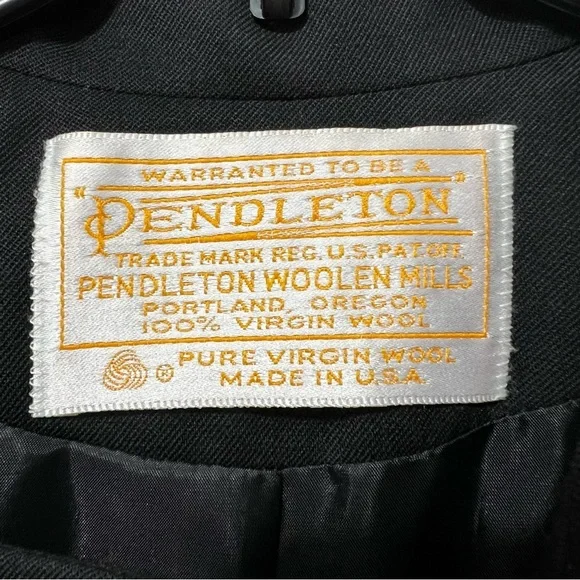 WARRANTED TO BE A
"PENDLETON"
TRADE MARK REG. U.S. PAT. OFF.
PENDLETON WOOLEN MILLS
PORTLAND, OREGON
100% VIRGIN WOOL
® PURE VIRGIN WOOL
MADE IN U.S.A.